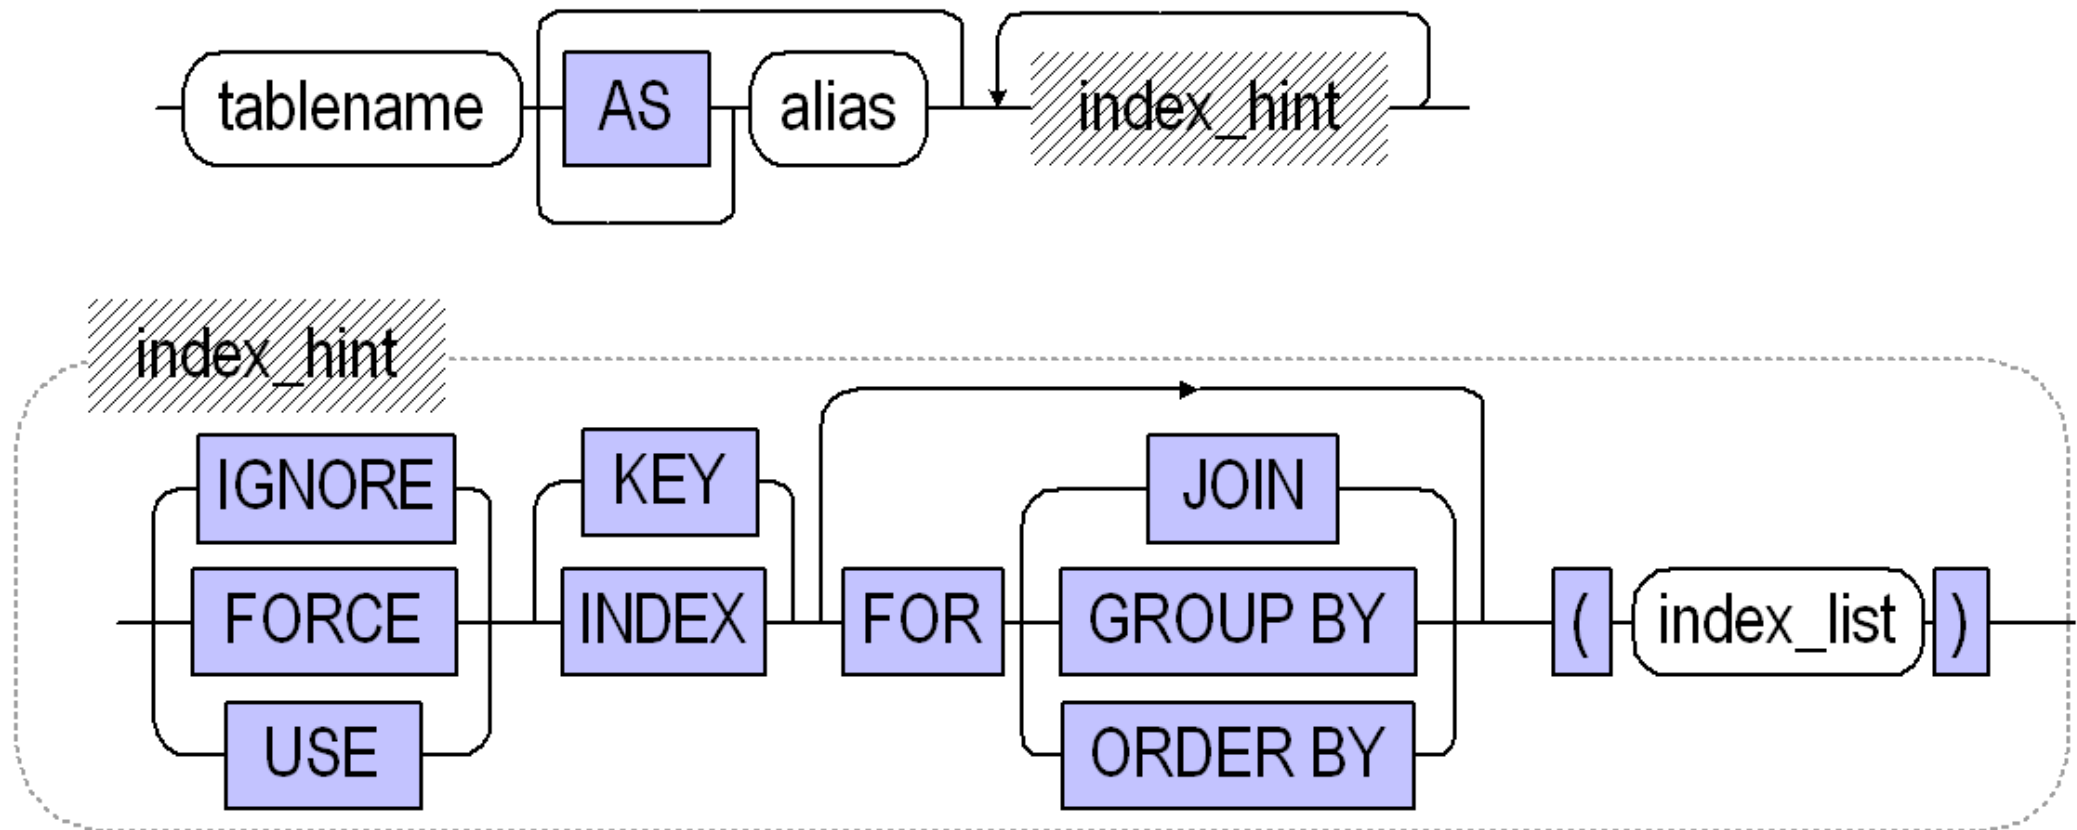 tablename AS alias index_hint
index_hint
IGNORE KEY JOIN
FORCE INDEX FOR GROUP BY ( index_list )
USE ORDER BY